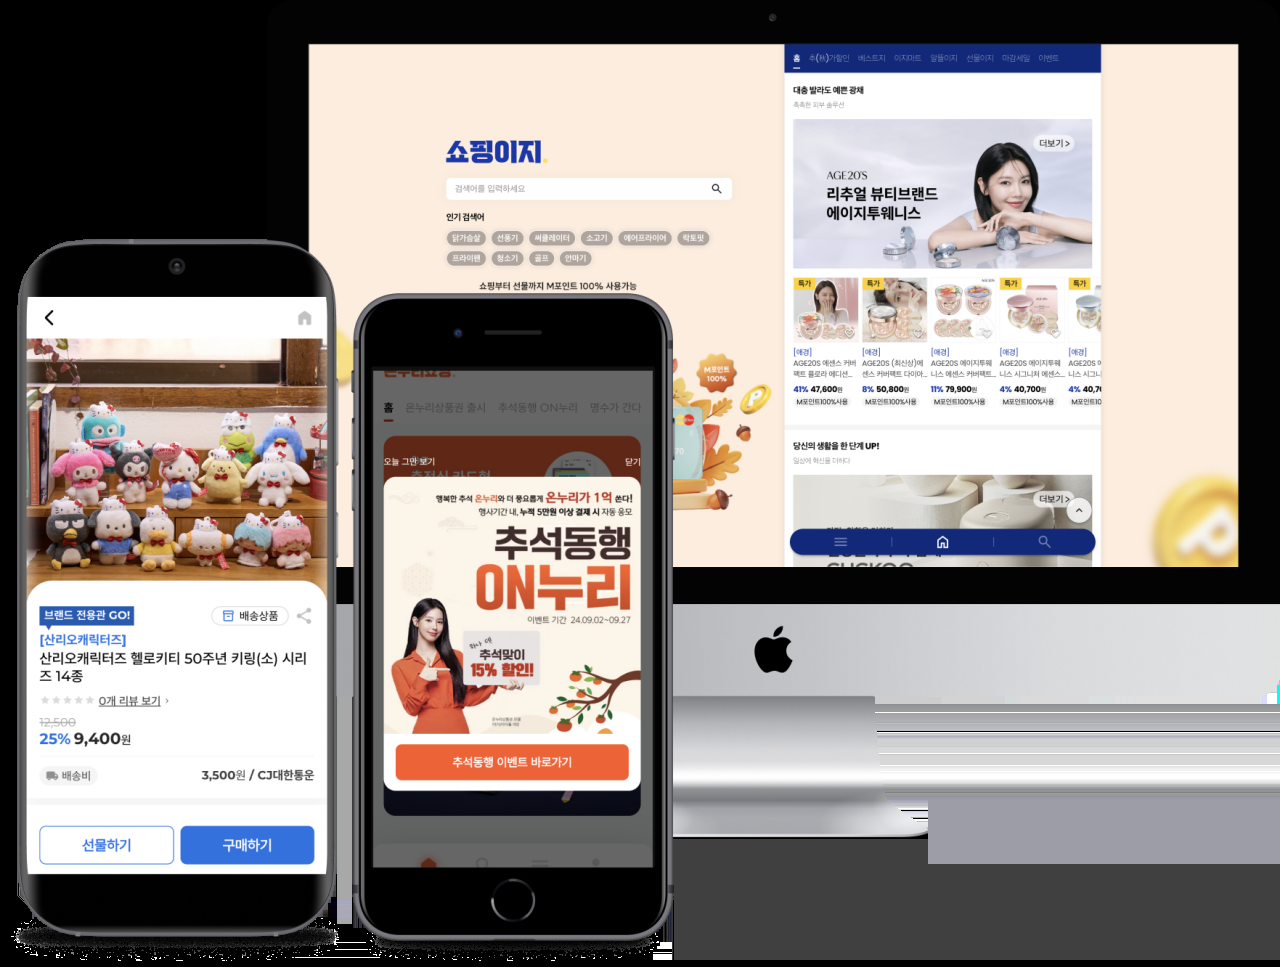 홈 추(秋)가할인 베스트지 이지마트 알뜰이지 선물이지 마감세일 이벤트
대충 발라도 예쁜 광채
촉촉한 피부 솔루션
더보기 >
AGE 20'S
리추얼 뷰티브랜드
에이지투웨니스
쇼핑이지.
검색어를 입력하세요
인기 검색어
닭가슴살 선풍기 써큘레이터 소고기 에어프라이어 락토핏
프라이팬 청소기 골프 안마기
쇼핑부터 선물까지 M포인트 100% 사용가능
M포인트
100%
특가 특가 특가 특가 특가
[애경] [애경] [애경] [애경] [애경]
AGE20S 에센스 커버 AGE20S (최신상)에 AGE20S 에이지투웨 AGE20S 에이지투웨 AGE20S 0
팩트 플로라 에디션... 센스 커버팩트 다이아... 니스 에센스 커버팩트... 니스 시그니처 에센스... 니스 시그
41% 47,600원 8% 50,800원 11% 79,900원 4% 40,700원 4% 40,70
M포인트100%사용 M포인트100%사용 M포인트100%사용 M포인트100%사용 M포인트10
당신의 생활을 한 단계 UP!
일상에 혁신을 더하다
더보기 >
CUCKOO
브랜드 전용관 GO!
배송상품
[산리오캐릭터즈]
산리오캐릭터즈 헬로키티 50주년 키링(소) 시리
즈 14종
0개 리뷰 보기 >
12,500
25% 9,400원
배송비 3,500원 / CJ대한통운
선물하기 구매하기
온누리쇼핑.
홈 온누리상품권 출시 추석동행 ON누리 명수가 간다
오늘 그만 보기 닫기
행복한 추석 온누리와 더 풍요롭게 온누리가 1억 쏜다!
행사기간 내, 누적 5만원 이상 결제 시 자동 응모
추석동행
ON누리
이벤트 기간 24.09.02~09.27
하나 더!
추석맞이
15% 할인!
추석동행 이벤트 바로가기